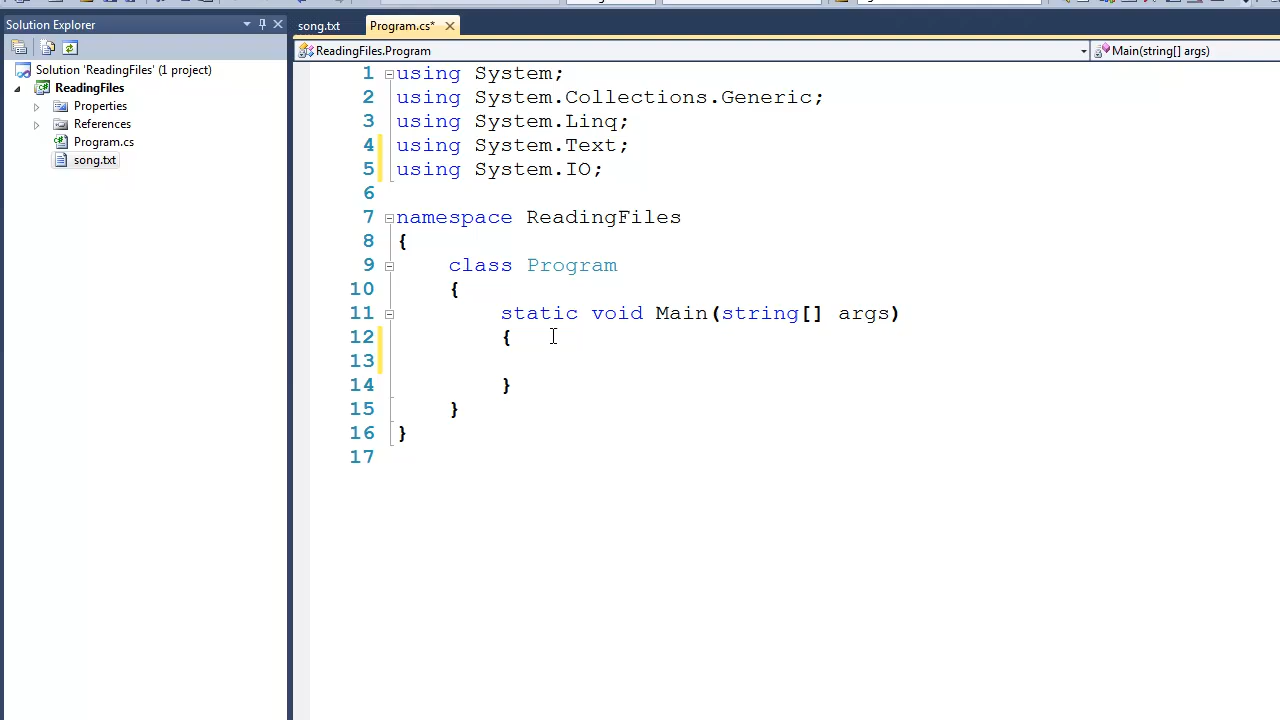 Solution Explorer
song.txt
Program.cs*
ReadingFiles.Program
Main(string[] args)
Solution 'ReadingFiles' (1 project)
ReadingFiles
Properties
References
Program.cs
song.txt
1 using System;
2 using System.Collections.Generic;
3 using System.Linq;
4 using System.Text;
5 using System.IO;
6
7 namespace ReadingFiles
8 {
9 class Program
10 {
11 static void Main(string[] args)
12 {
13
14 }
15 }
16 }
17